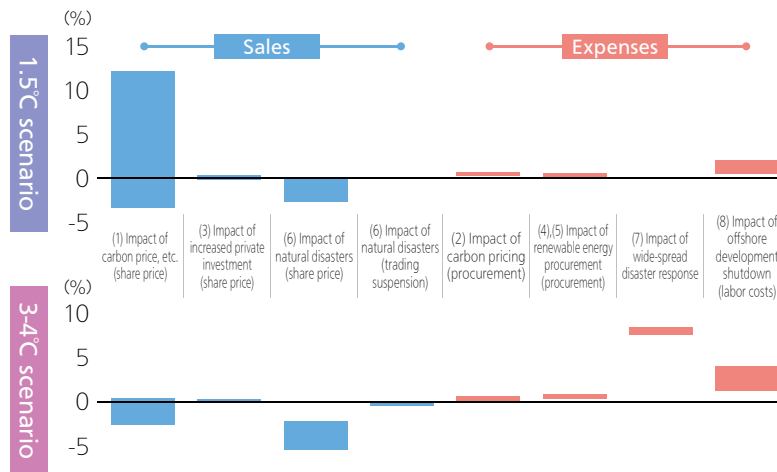 (%)
Sales
Expenses
1.5℃ scenario
15
10
5
0
-5
(1) Impact of
carbon price, etc.
(share price)
(3) Impact of
increased private
investment
(share price)
(6) Impact of
natural disasters
(share price)
(6) Impact of
natural disasters
(trading
suspension)
(2) Impact of
carbon pricing
(procurement)
(4),(5) Impact of
renewable energy
procurement
(procurement)
(7) Impact of
wide-spread
disaster response
(8) Impact of
offshore
development
shutdown
(labor costs)
(%)
3-4℃ scenario
10
5
0
-5